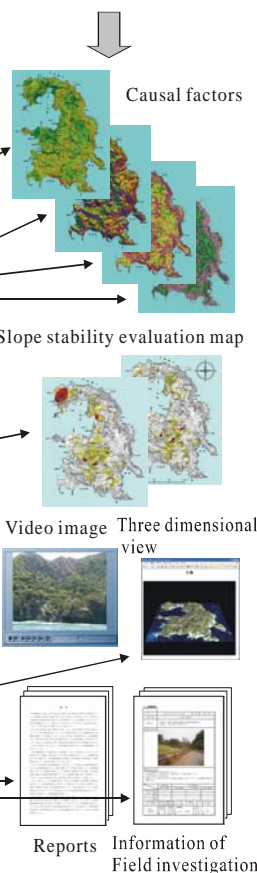 Causal factors
Slope stability evaluation map
Video image
Three dimensional
view
Reports
Information of
Field investigation